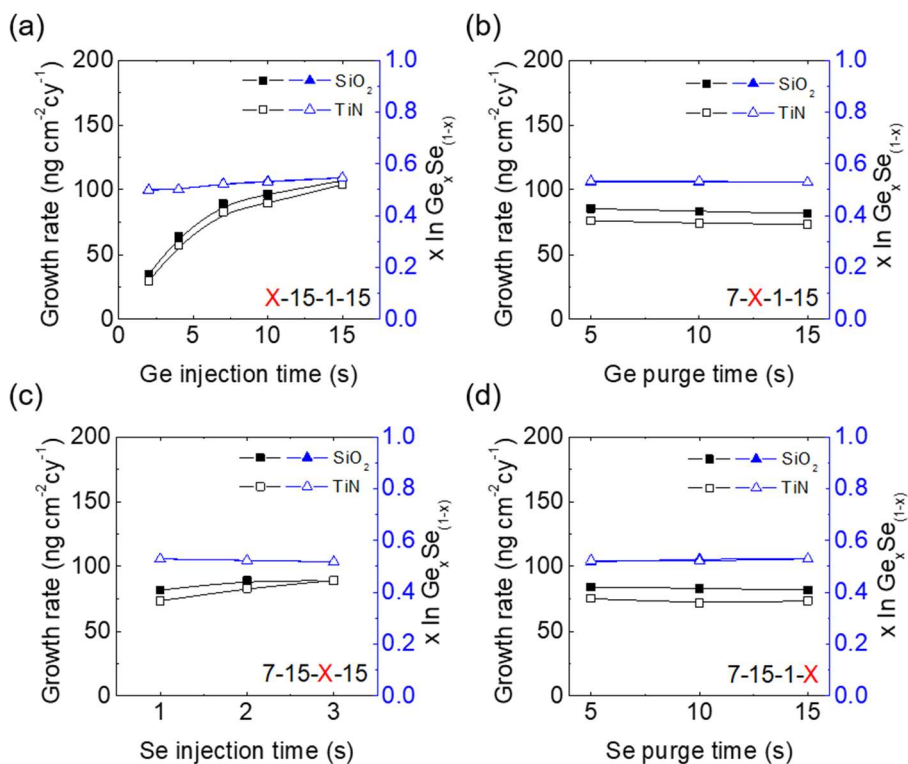 (a)
200
150
100
50
0
Growth rate (ng cm⁻²cy⁻¹)
SiO₂
TiN
1.0
0.8
0.6
0.4
0.2
0.0
x In GeₓSe₍₁₋ₓ₎
X-15-1-15
0 5 10 15
Ge injection time (s)
(b)
200
150
100
50
0
Growth rate (ng cm⁻²cy⁻¹)
SiO₂
TiN
1.0
0.8
0.6
0.4
0.2
0.0
x In GeₓSe₍₁₋ₓ₎
7-X-1-15
5 10 15
Ge purge time (s)
(c)
200
150
100
50
0
Growth rate (ng cm⁻²cy⁻¹)
SiO₂
TiN
1.0
0.8
0.6
0.4
0.2
0.0
x In GeₓSe₍₁₋ₓ₎
7-15-X-15
1 2 3
Se injection time (s)
(d)
200
150
100
50
0
Growth rate (ng cm⁻²cy⁻¹)
SiO₂
TiN
1.0
0.8
0.6
0.4
0.2
0.0
x In GeₓSe₍₁₋ₓ₎
7-15-1-X
5 10 15
Se purge time (s)